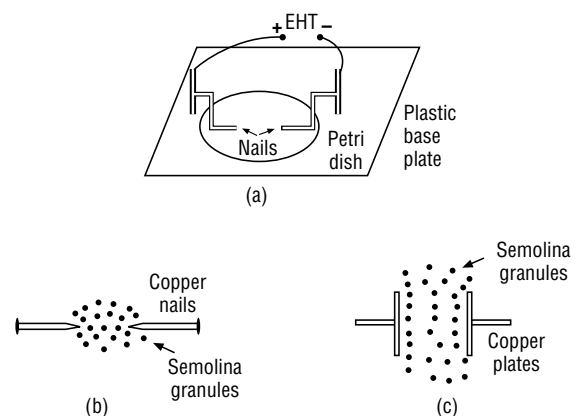 + EHT −
Nails
Petri
dish
Plastic
base
plate
(a)
Copper
nails
Semolina
granules
(b)
Semolina
granules
Copper
plates
(c)